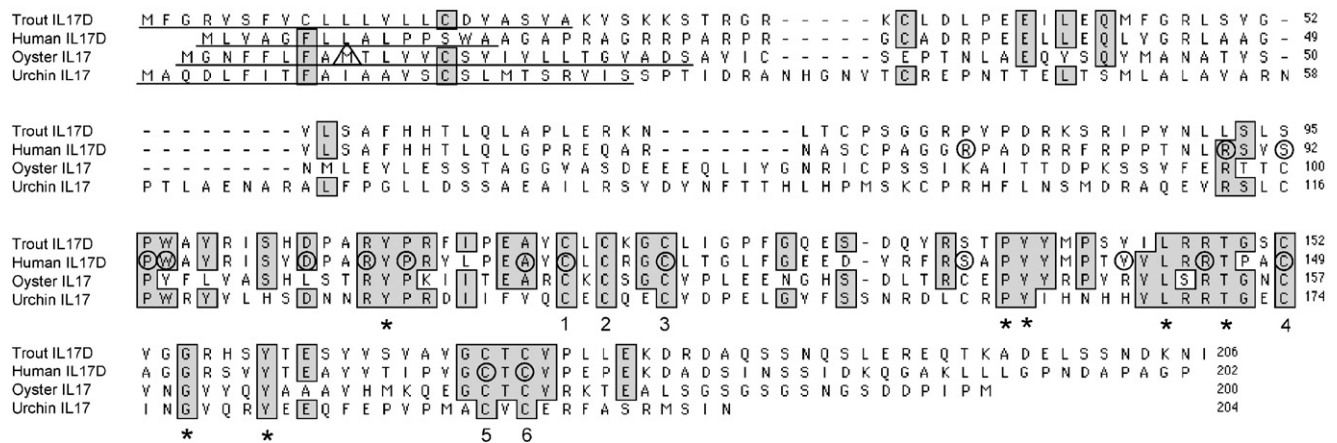 Trout IL17D M F G R V S F V C L L L V L L C D V A S V A K V S K K S T R G R - - - - - K C L D L P E E I L E Q M F G R L S V G - 52
Human IL17D M L V A G F L L A L P P S W A A G A P R A G R R P A R P R - - - - - G C A D R P E E L L E Q L Y G R L A A G - 49
Oyster IL17 M G N F F L F A M T L V V C S V I V L L T G V A D S A V I C - - - - - S E P T N L A E Q Y S Q Y M A N A T V S - 50
Urchin IL17 M A Q D L F I T F A I A A V S C S L M T S R V I S S P T I D R A N H G N V T C R E P N T T E L T S M L A L A V A R N 58
Trout IL17D - - - - - - - - V L S A F H H T L Q L A P L E R K N - - - - - - - L T C P S G G R P V P D R K S R I P V N L L S L S 95
Human IL17D - - - - - - - - V L S A F H H T L Q L G P R E Q A R - - - - - - - N A S C P A G G R P A D R R F R P P T N L R S V S 92
Oyster IL17 - - - - - - - - N M L E Y L E S S T A G G V A S D E E E Q L I Y G N R I C P S S I K A I T T D P K S S V F E R T T C 100
Urchin IL17 P T L A E N A R A L F P G L L D S S A E A I L R S Y D Y N F T T H L H P M S K C P R H F L N S M D R A Q E V R S L C 116
Trout IL17D P W A Y R I S H D P A R Y P R F I P E A Y C L C K G C L I G P F G Q E S - D Q Y R S T P V Y M P S V I L R R T G S C 152
Human IL17D P W A Y R I S Y D P A R Y P R Y L P E A Y C L C R G C L T G L F G E E D - V R F R S A P V Y M P T V V L R R T P A C 149
Oyster IL17 P Y F L V A S H L S T R Y P K I I T E A R C K C S G C V P L E E N G H S - D L T R C E P V Y Y R P V R V L S R T G N C 157
Urchin IL17 P W R Y V L H S D N N R Y P R D I I F V Q C E C Q E C V D P E L G V F S S N R D L C R P V I H N H H V L R R T G E C 174
* 1 2 3 * * * * 4
Trout IL17D V G G R H S Y T E S Y V S V A V G C T C V P L L E K D R D A Q S S N Q S L E R E Q T K A D E L S S N D K N I 206
Human IL17D A G G R S V Y T E A Y V T I P V G C T C V P E P E K D A D S I N S S I D K Q G A K L L L G P N D A P A G P 202
Oyster IL17 V N G V Y Q Y A A A V H M K Q E G C T C V R K T E A L S G S G S G S N G S D D P I P M 200
Urchin IL17 I N G V Q R Y E E Q F E P V P M A C V C E R F A S R M S I N 204
* * 5 6